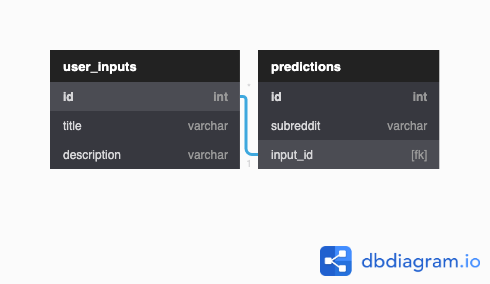 user_inputs
id int
title varchar
description varchar
predictions
id int
subreddit varchar
input_id [fk]
*
1
dbdiagram.io